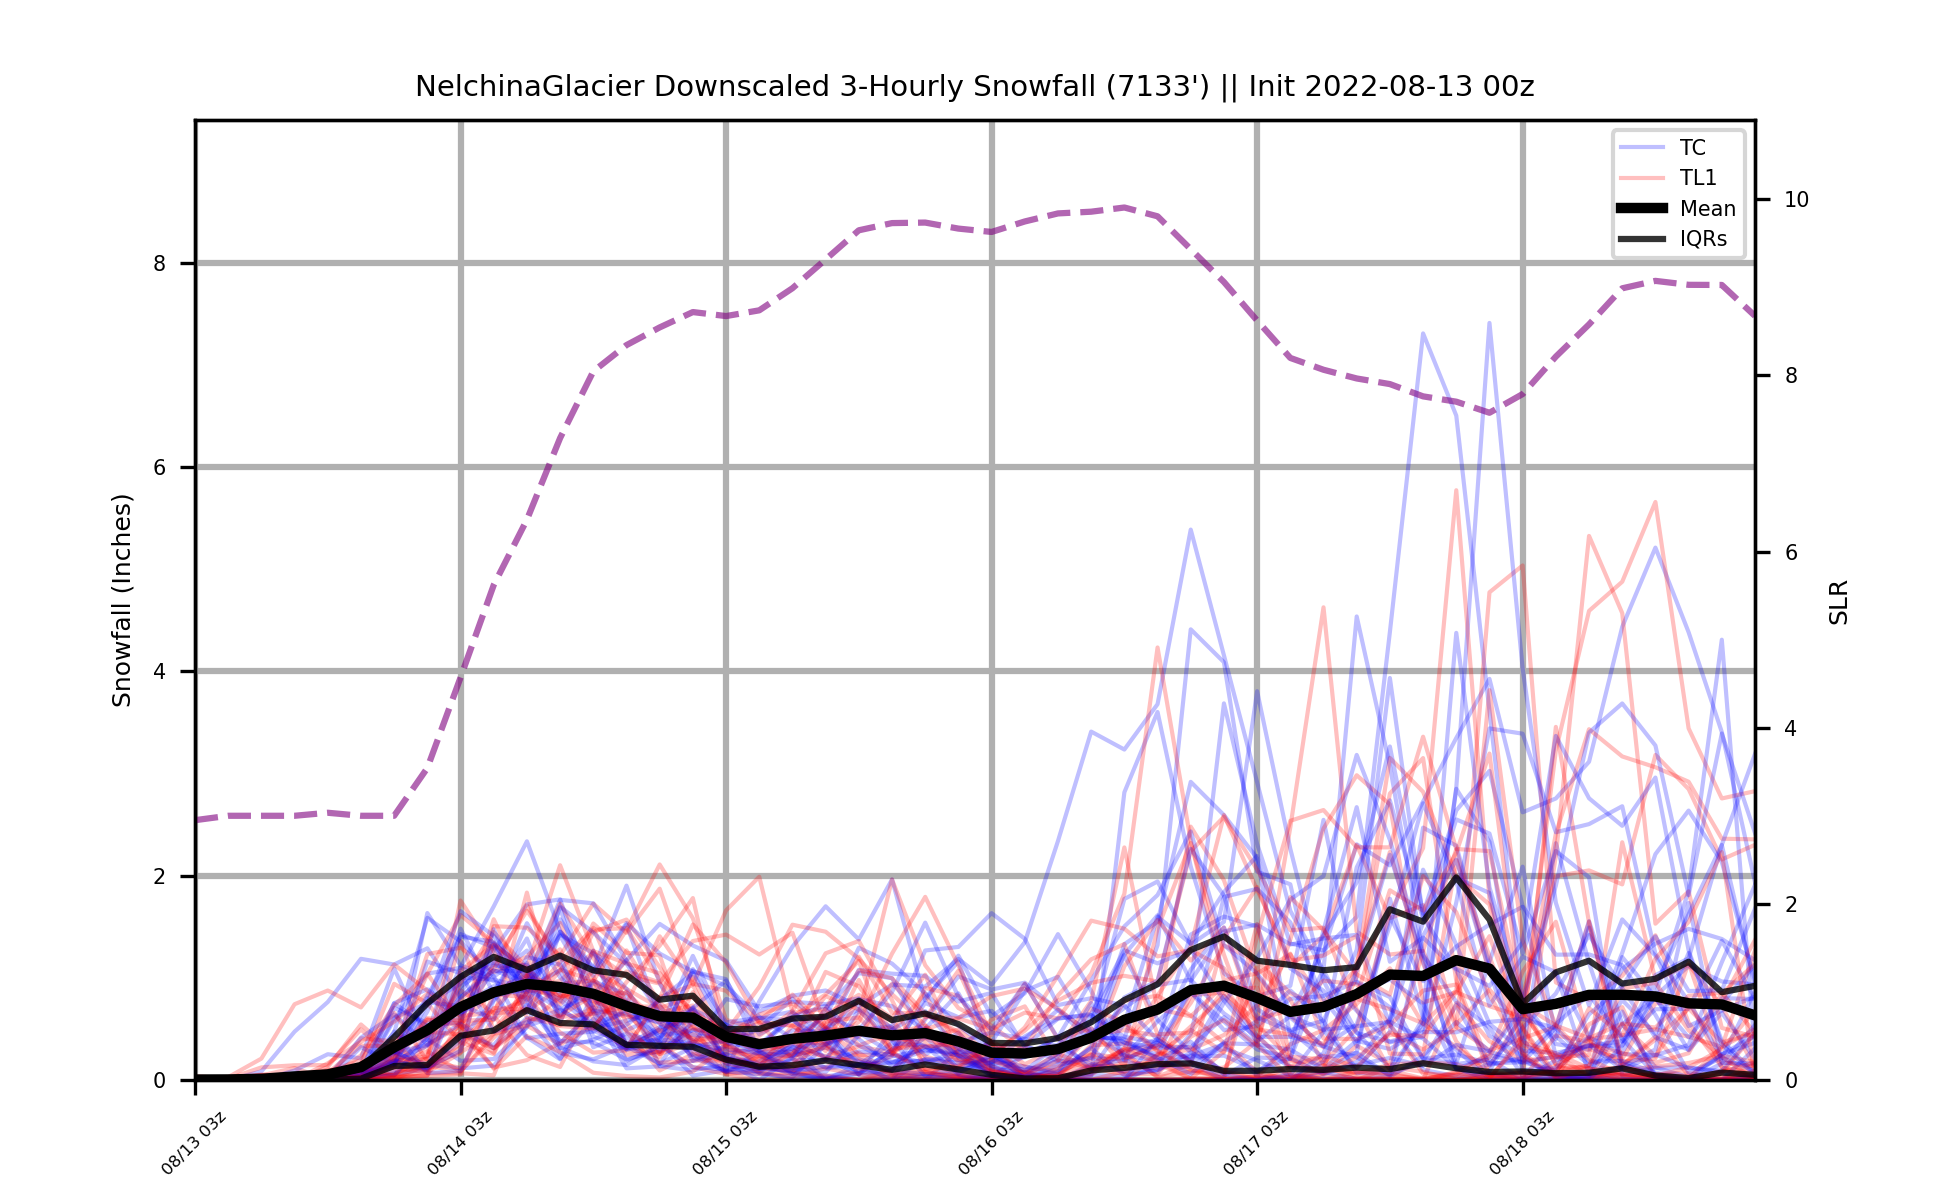 NelchinaGlacier Downscaled 3-Hourly Snowfall (7133') || Init 2022-08-13 00z
TC
TL1
Mean
IQRs
Snowfall (Inches)
8
6
4
2
0
10
8
6
4
2
0
SLR
08/13 03z
08/14 03z
08/15 03z
08/16 03z
08/17 03z
08/18 03z